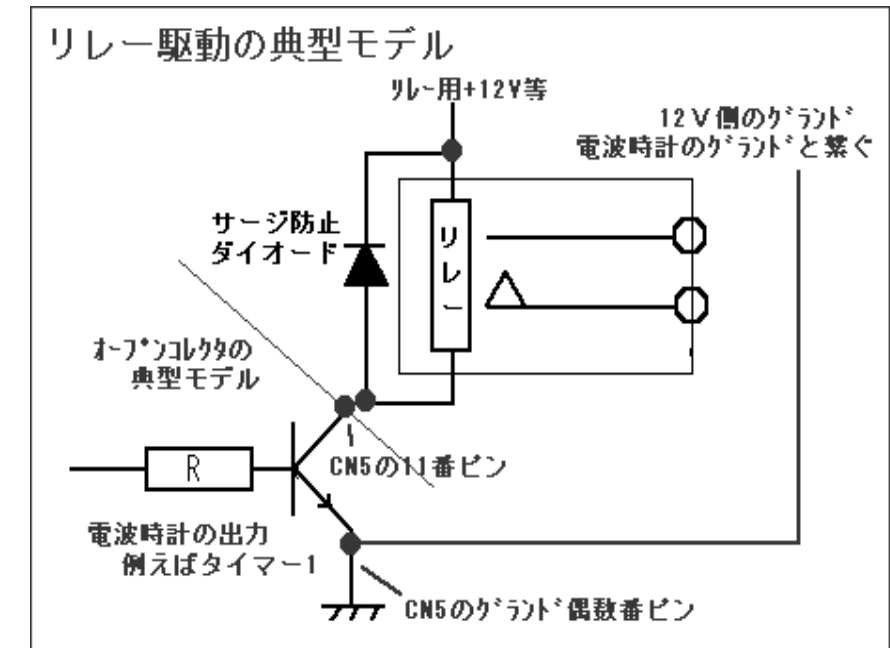 リレー駆動の典型モデル
ﾘﾚｰ用+12V等
12V側のｸﾞﾗﾝﾄﾞ
電波時計のｸﾞﾗﾝﾄﾞと繋ぐ
サージ防止
ダイオード
リレー
ｵｰﾌﾟﾝｺﾚｸﾀの
典型モデル
R
CN5の11番ピン
電波時計の出力
例えばタイマー1
CN5のｸﾞﾗﾝﾄﾞ偶数番ピン